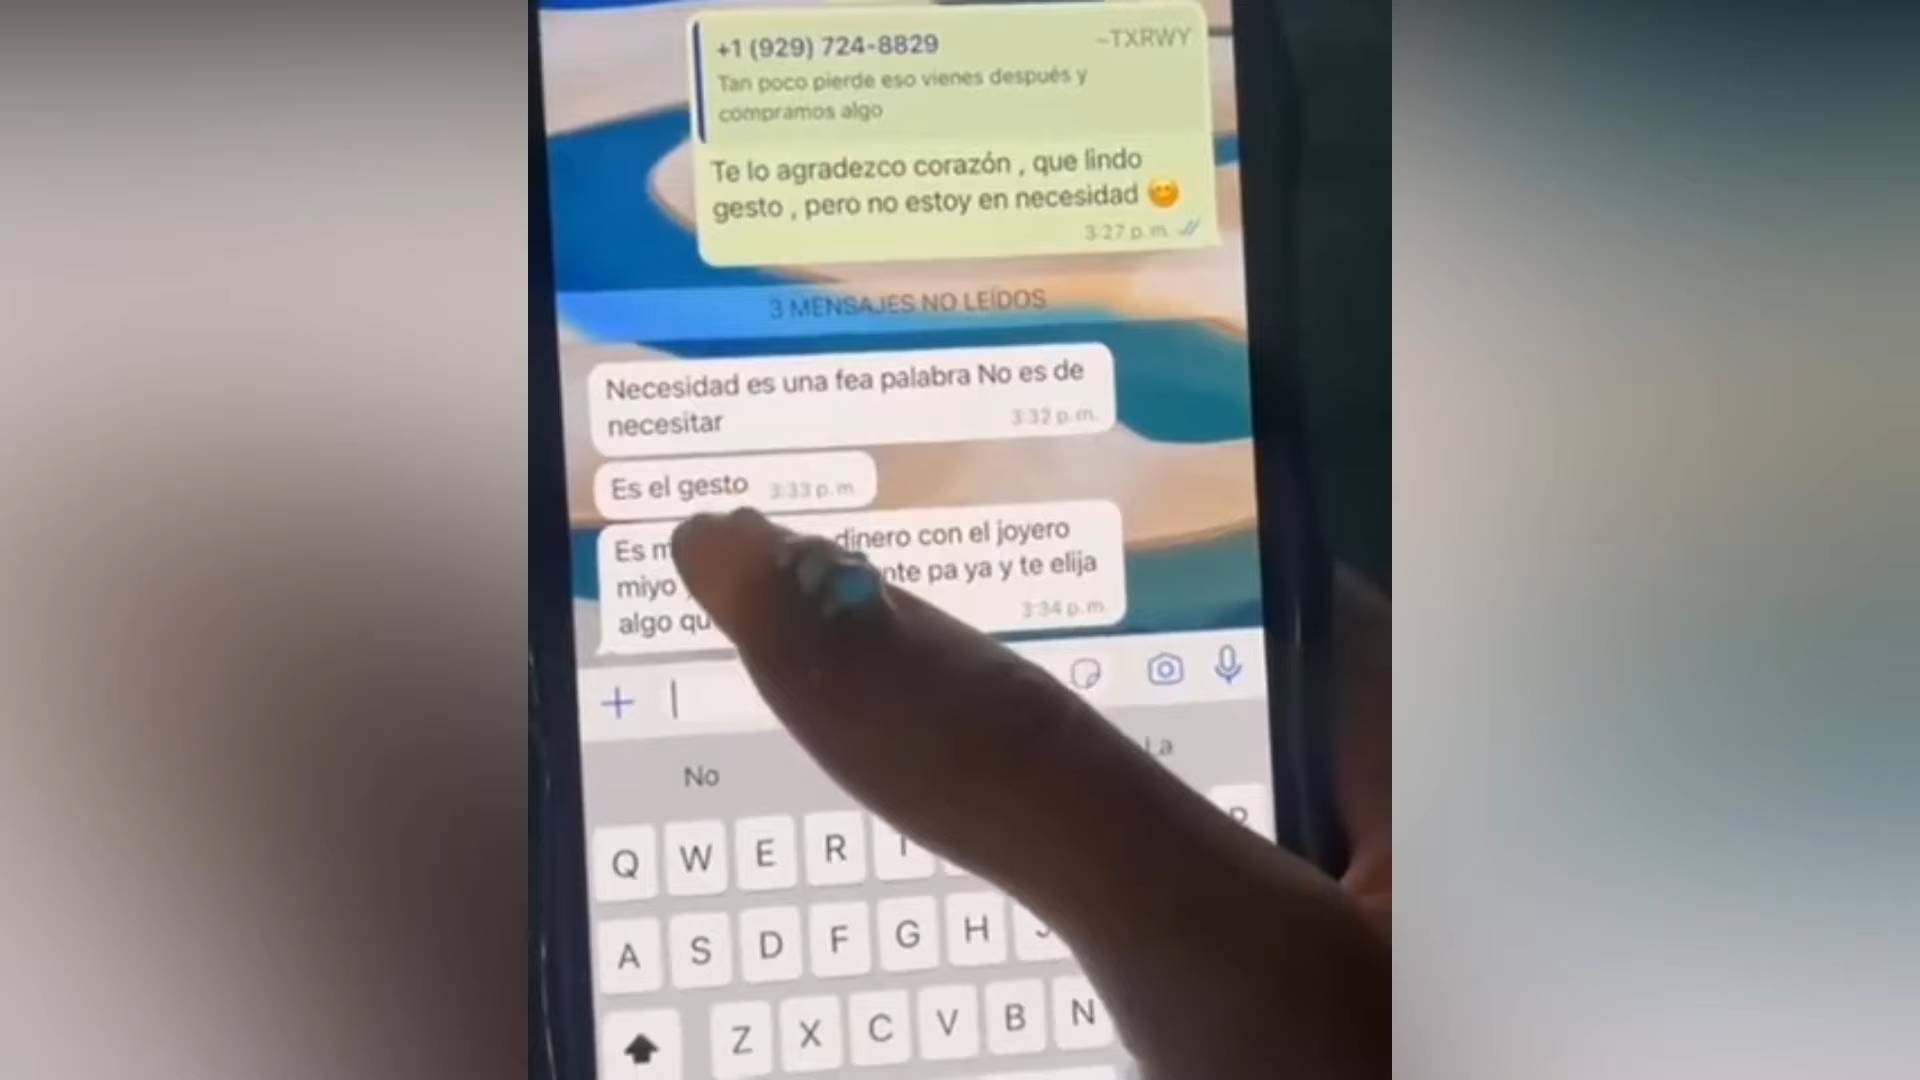 +1 (929) 724-8829 ~TXRWY
Tan poco pierde eso vienes después y
compramos algo
Te lo agradezco corazón , que lindo
gesto , pero no estoy en necesidad 😊
3:27 p. m.
3 MENSAJES NO LEÍDOS
Necesidad es una fea palabra No es de
necesitar 3:32 p. m.
Es el gesto 3:33 p. m.
Es dinero con el joyero
miyo pa ya y te elija
algo 3:34 p. m.
No La
Q W E R
A S D F G H J
Z X C V B N